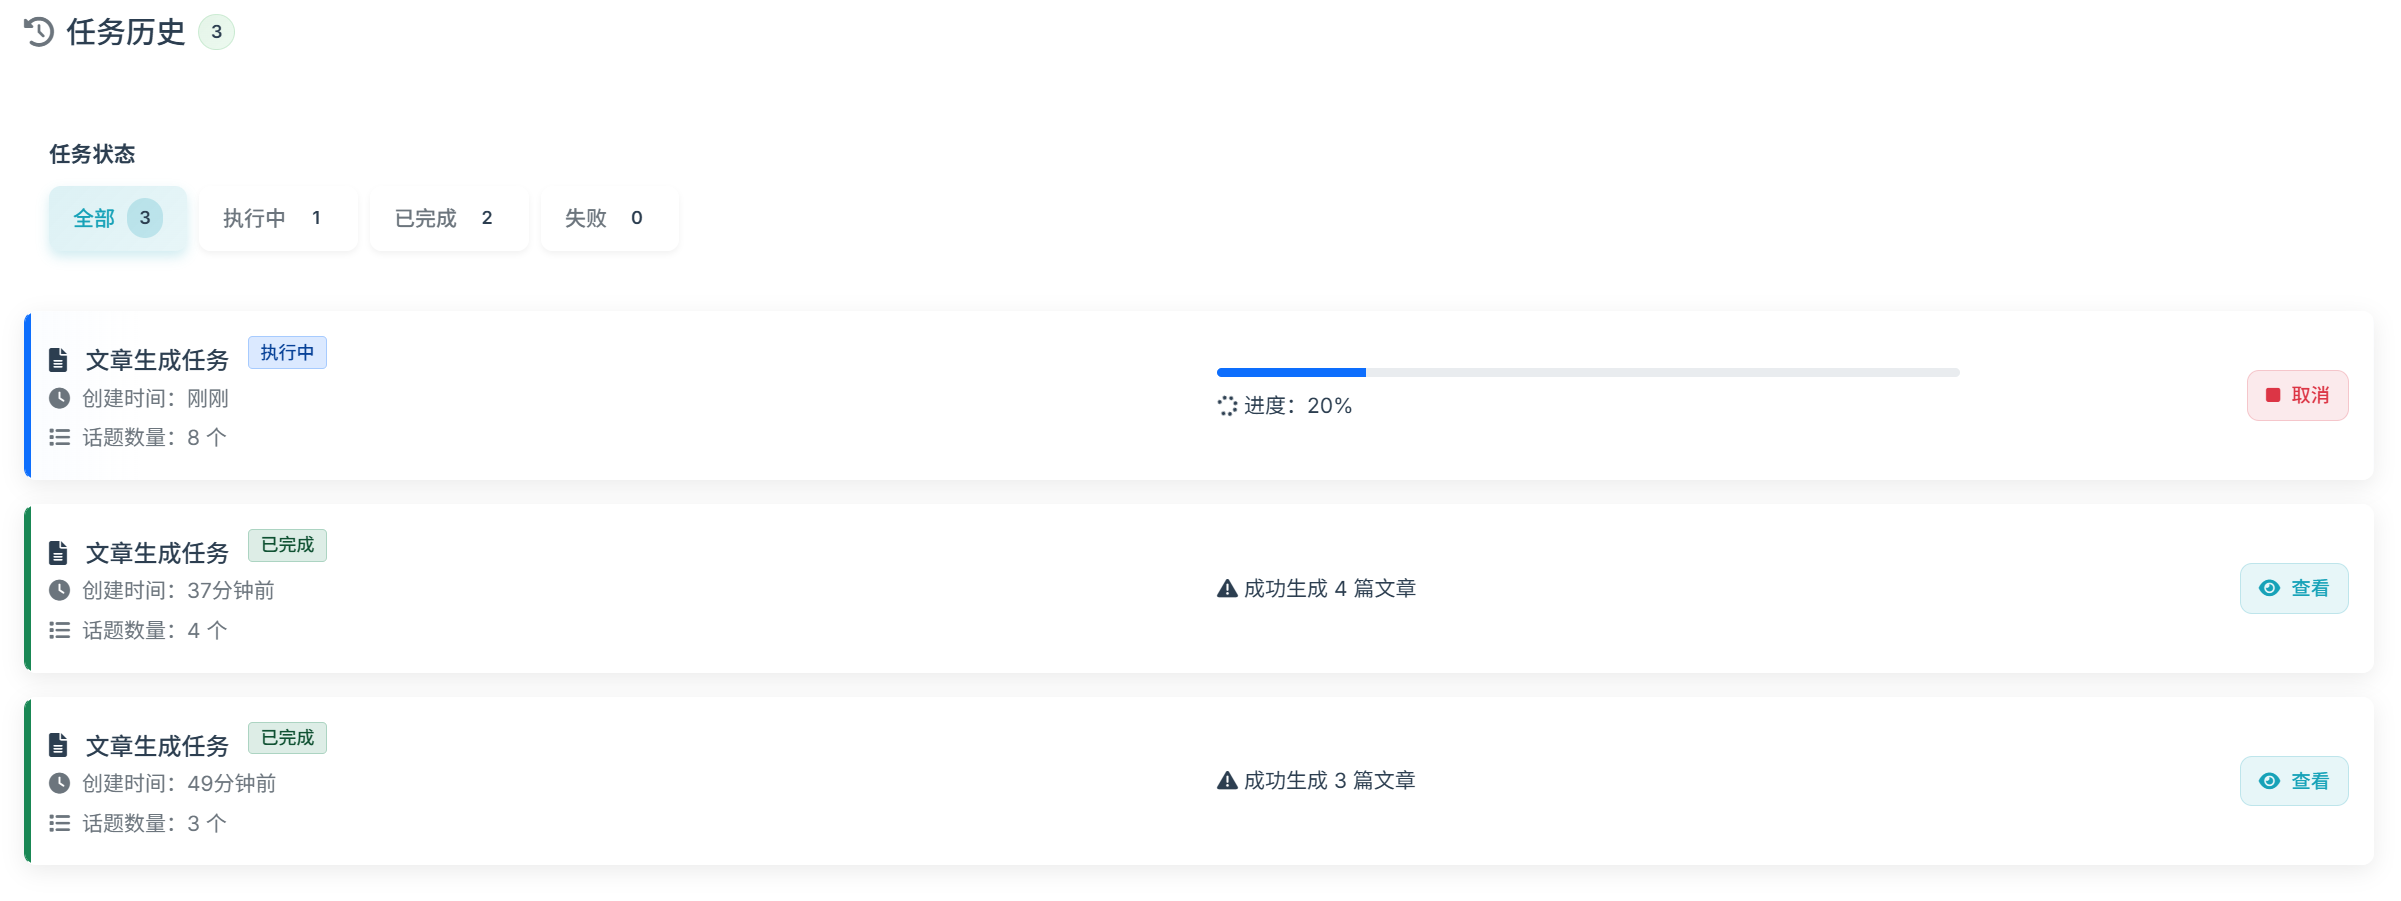 任务历史 3
任务状态
全部 3 执行中 1 已完成 2 失败 0
文章生成任务 执行中
创建时间：刚刚
话题数量：8 个
进度：20%
取消
文章生成任务 已完成
创建时间：37分钟前
话题数量：4 个
成功生成 4 篇文章
查看
文章生成任务 已完成
创建时间：49分钟前
话题数量：3 个
成功生成 3 篇文章
查看